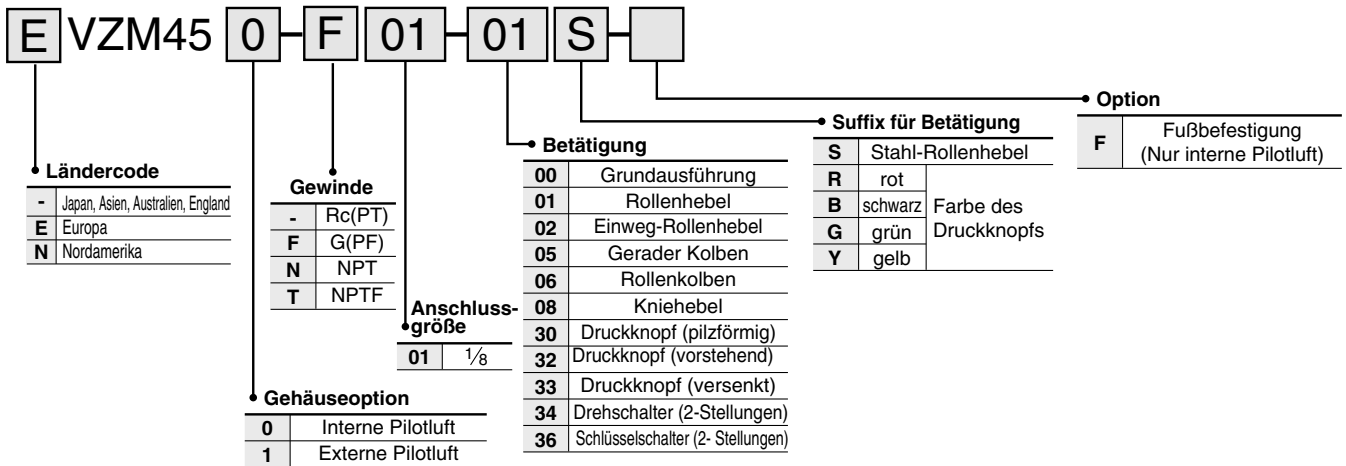 E VZM45 0 - F 01 - 01 S -
Ländercode
- Japan, Asien, Australien, England
E Europa
N Nordamerika
Gewinde
- Rc(PT)
F G(PF)
N NPT
T NPTF
Anschluss-
größe
01 1/8
Gehäuseoption
0 Interne Pilotluft
1 Externe Pilotluft
Betätigung
00 Grundausführung
01 Rollenhebel
02 Einweg-Rollenhebel
05 Gerader Kolben
06 Rollenkolben
08 Kniehebel
30 Druckknopf (pilzförmig)
32 Druckknopf (vorstehend)
33 Druckknopf (versenkt)
34 Drehschalter (2-Stellungen)
36 Schlüsselschalter (2- Stellungen)
Suffix für Betätigung
S Stahl-Rollenhebel
R rot
B schwarz
G grün
Y gelb
Farbe des
Druckknopfs
Option
F Fußbefestigung
(Nur interne Pilotluft)